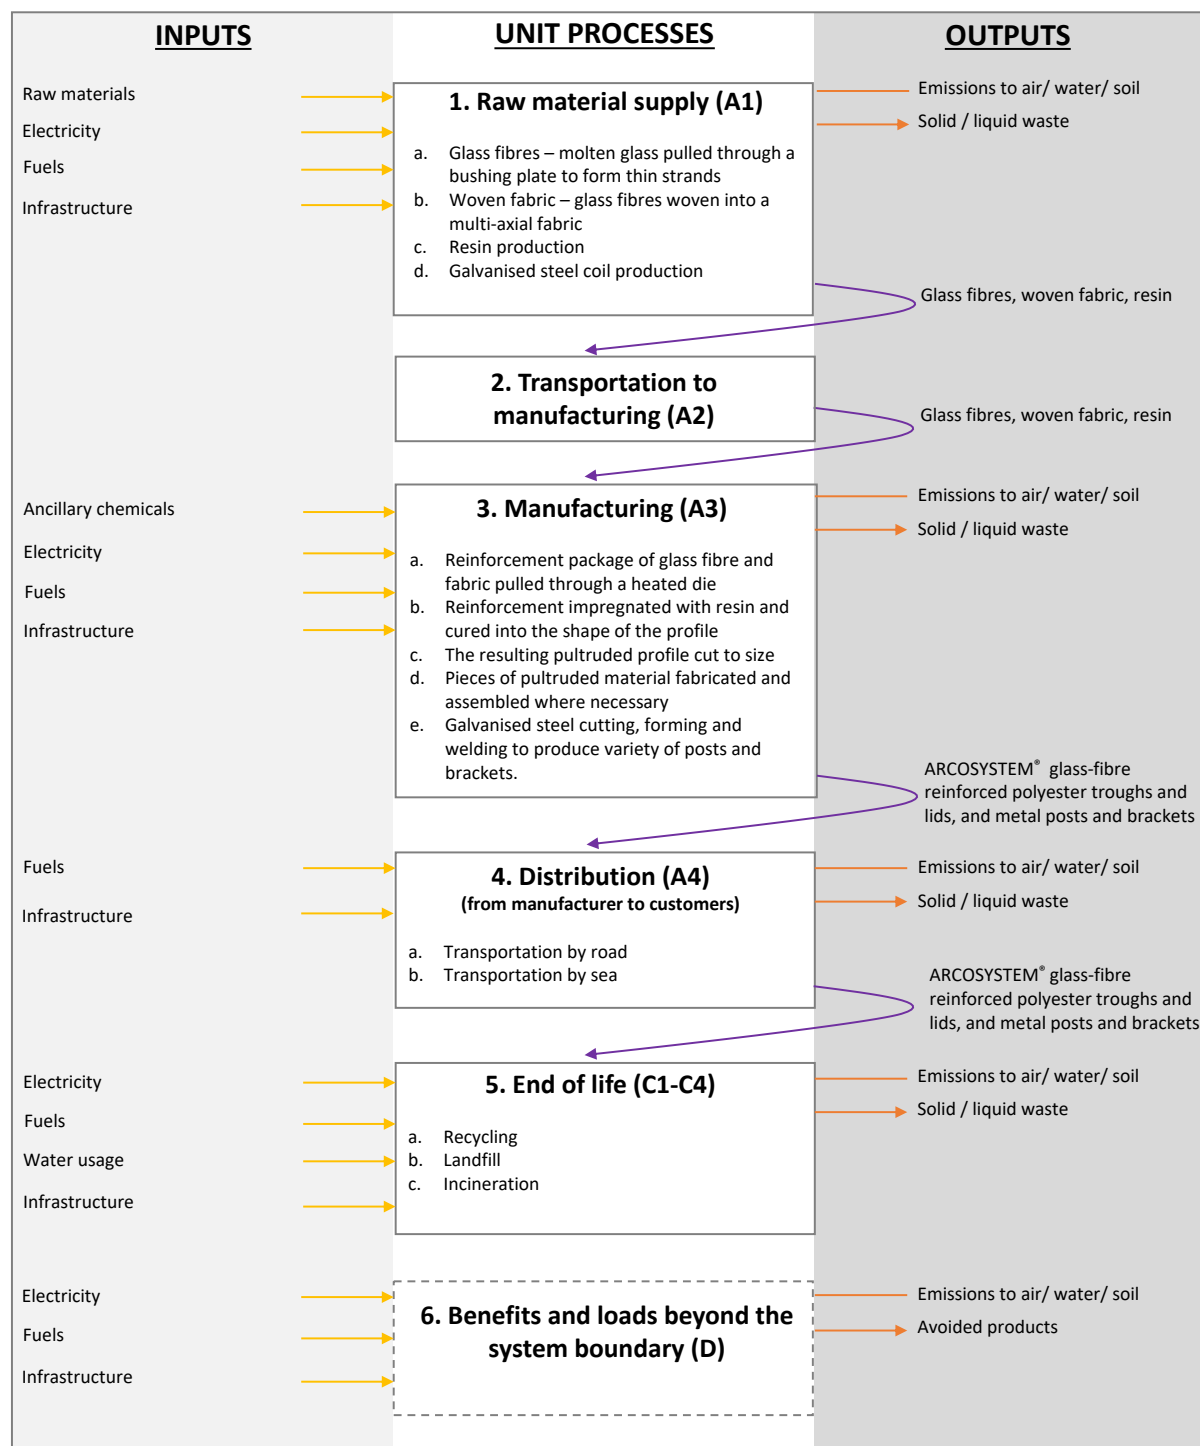 INPUTS
UNIT PROCESSES
OUTPUTS
Raw materials
Electricity
Fuels
Infrastructure
1. Raw material supply (A1)
a. Glass fibres – molten glass pulled through a
bushing plate to form thin strands
b. Woven fabric – glass fibres woven into a
multi-axial fabric
c. Resin production
d. Galvanised steel coil production
Emissions to air/ water/ soil
Solid / liquid waste
Glass fibres, woven fabric, resin
2. Transportation to
manufacturing (A2)
Glass fibres, woven fabric, resin
Ancillary chemicals
Electricity
Fuels
Infrastructure
3. Manufacturing (A3)
a. Reinforcement package of glass fibre and
fabric pulled through a heated die
b. Reinforcement impregnated with resin and
cured into the shape of the profile
c. The resulting pultruded profile cut to size
d. Pieces of pultruded material fabricated and
assembled where necessary
e. Galvanised steel cutting, forming and
welding to produce variety of posts and
brackets.
Emissions to air/ water/ soil
Solid / liquid waste
ARCOSYSTEM® glass-fibre
reinforced polyester troughs and
lids, and metal posts and brackets
Fuels
Infrastructure
4. Distribution (A4)
(from manufacturer to customers)
a. Transportation by road
b. Transportation by sea
Emissions to air/ water/ soil
Solid / liquid waste
ARCOSYSTEM® glass-fibre
reinforced polyester troughs and
lids, and metal posts and brackets
Electricity
Fuels
Water usage
Infrastructure
5. End of life (C1-C4)
a. Recycling
b. Landfill
c. Incineration
Emissions to air/ water/ soil
Solid / liquid waste
Electricity
Fuels
Infrastructure
6. Benefits and loads beyond the
system boundary (D)
Emissions to air/ water/ soil
Avoided products